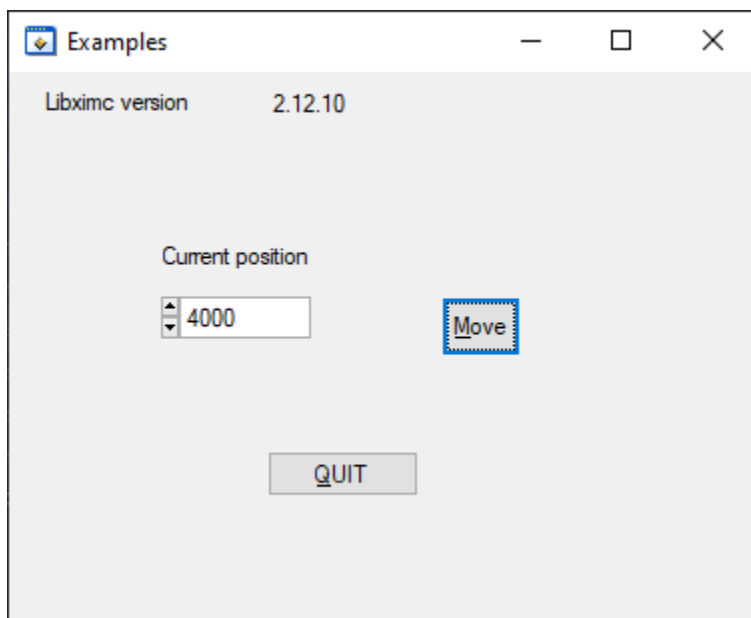 Examples
Libximc version 2.12.10
Current position
4000 Move
QUIT